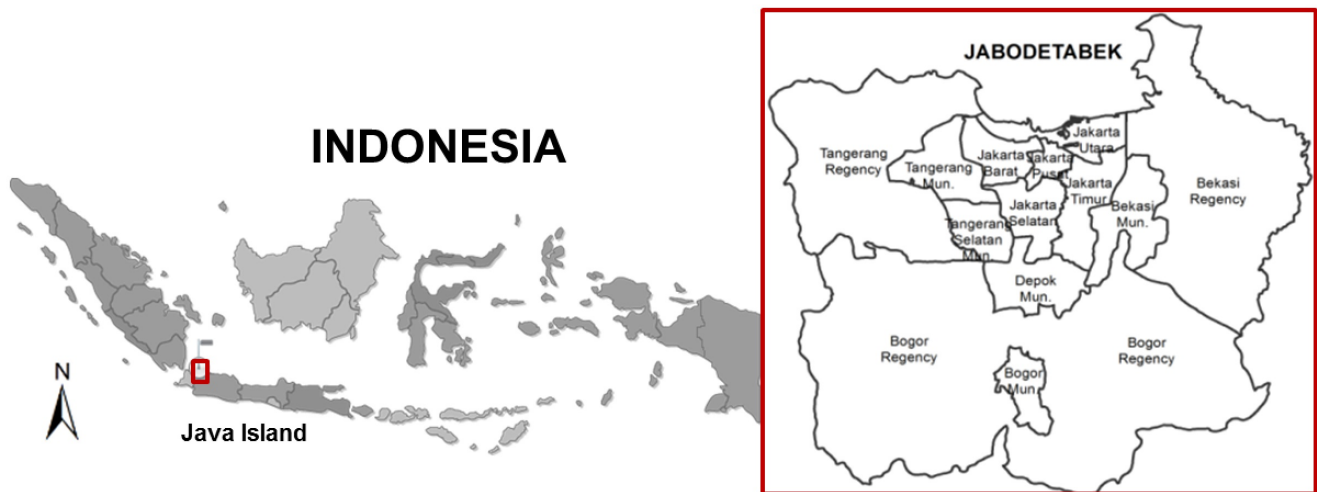 INDONESIA
N
Java Island
JABODETABEK
Tangerang
Regency
Tangerang
Mun.
Jakarta
Barat
Jakarta
Pusat
Jakarta
Utara
Jakarta
Timur
Jakarta
Selatan
Tangerang
Selatan
Mun.
Bekasi
Mun.
Bekasi
Regency
Depok
Mun.
Bogor
Regency
Bogor
Mun.
Bogor
Regency